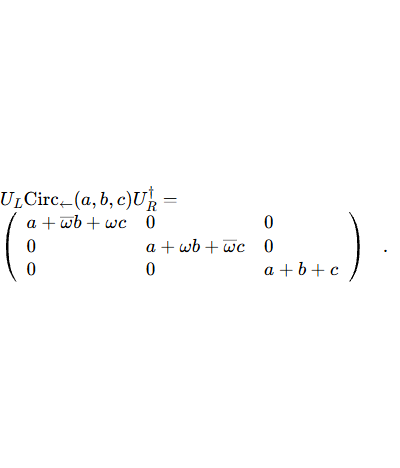 U_L Circ_←(a, b, c)U_R^† =
( a + ω̅b + ωc 0 0
0 a + ωb + ω̅c 0
0 0 a + b + c ) .